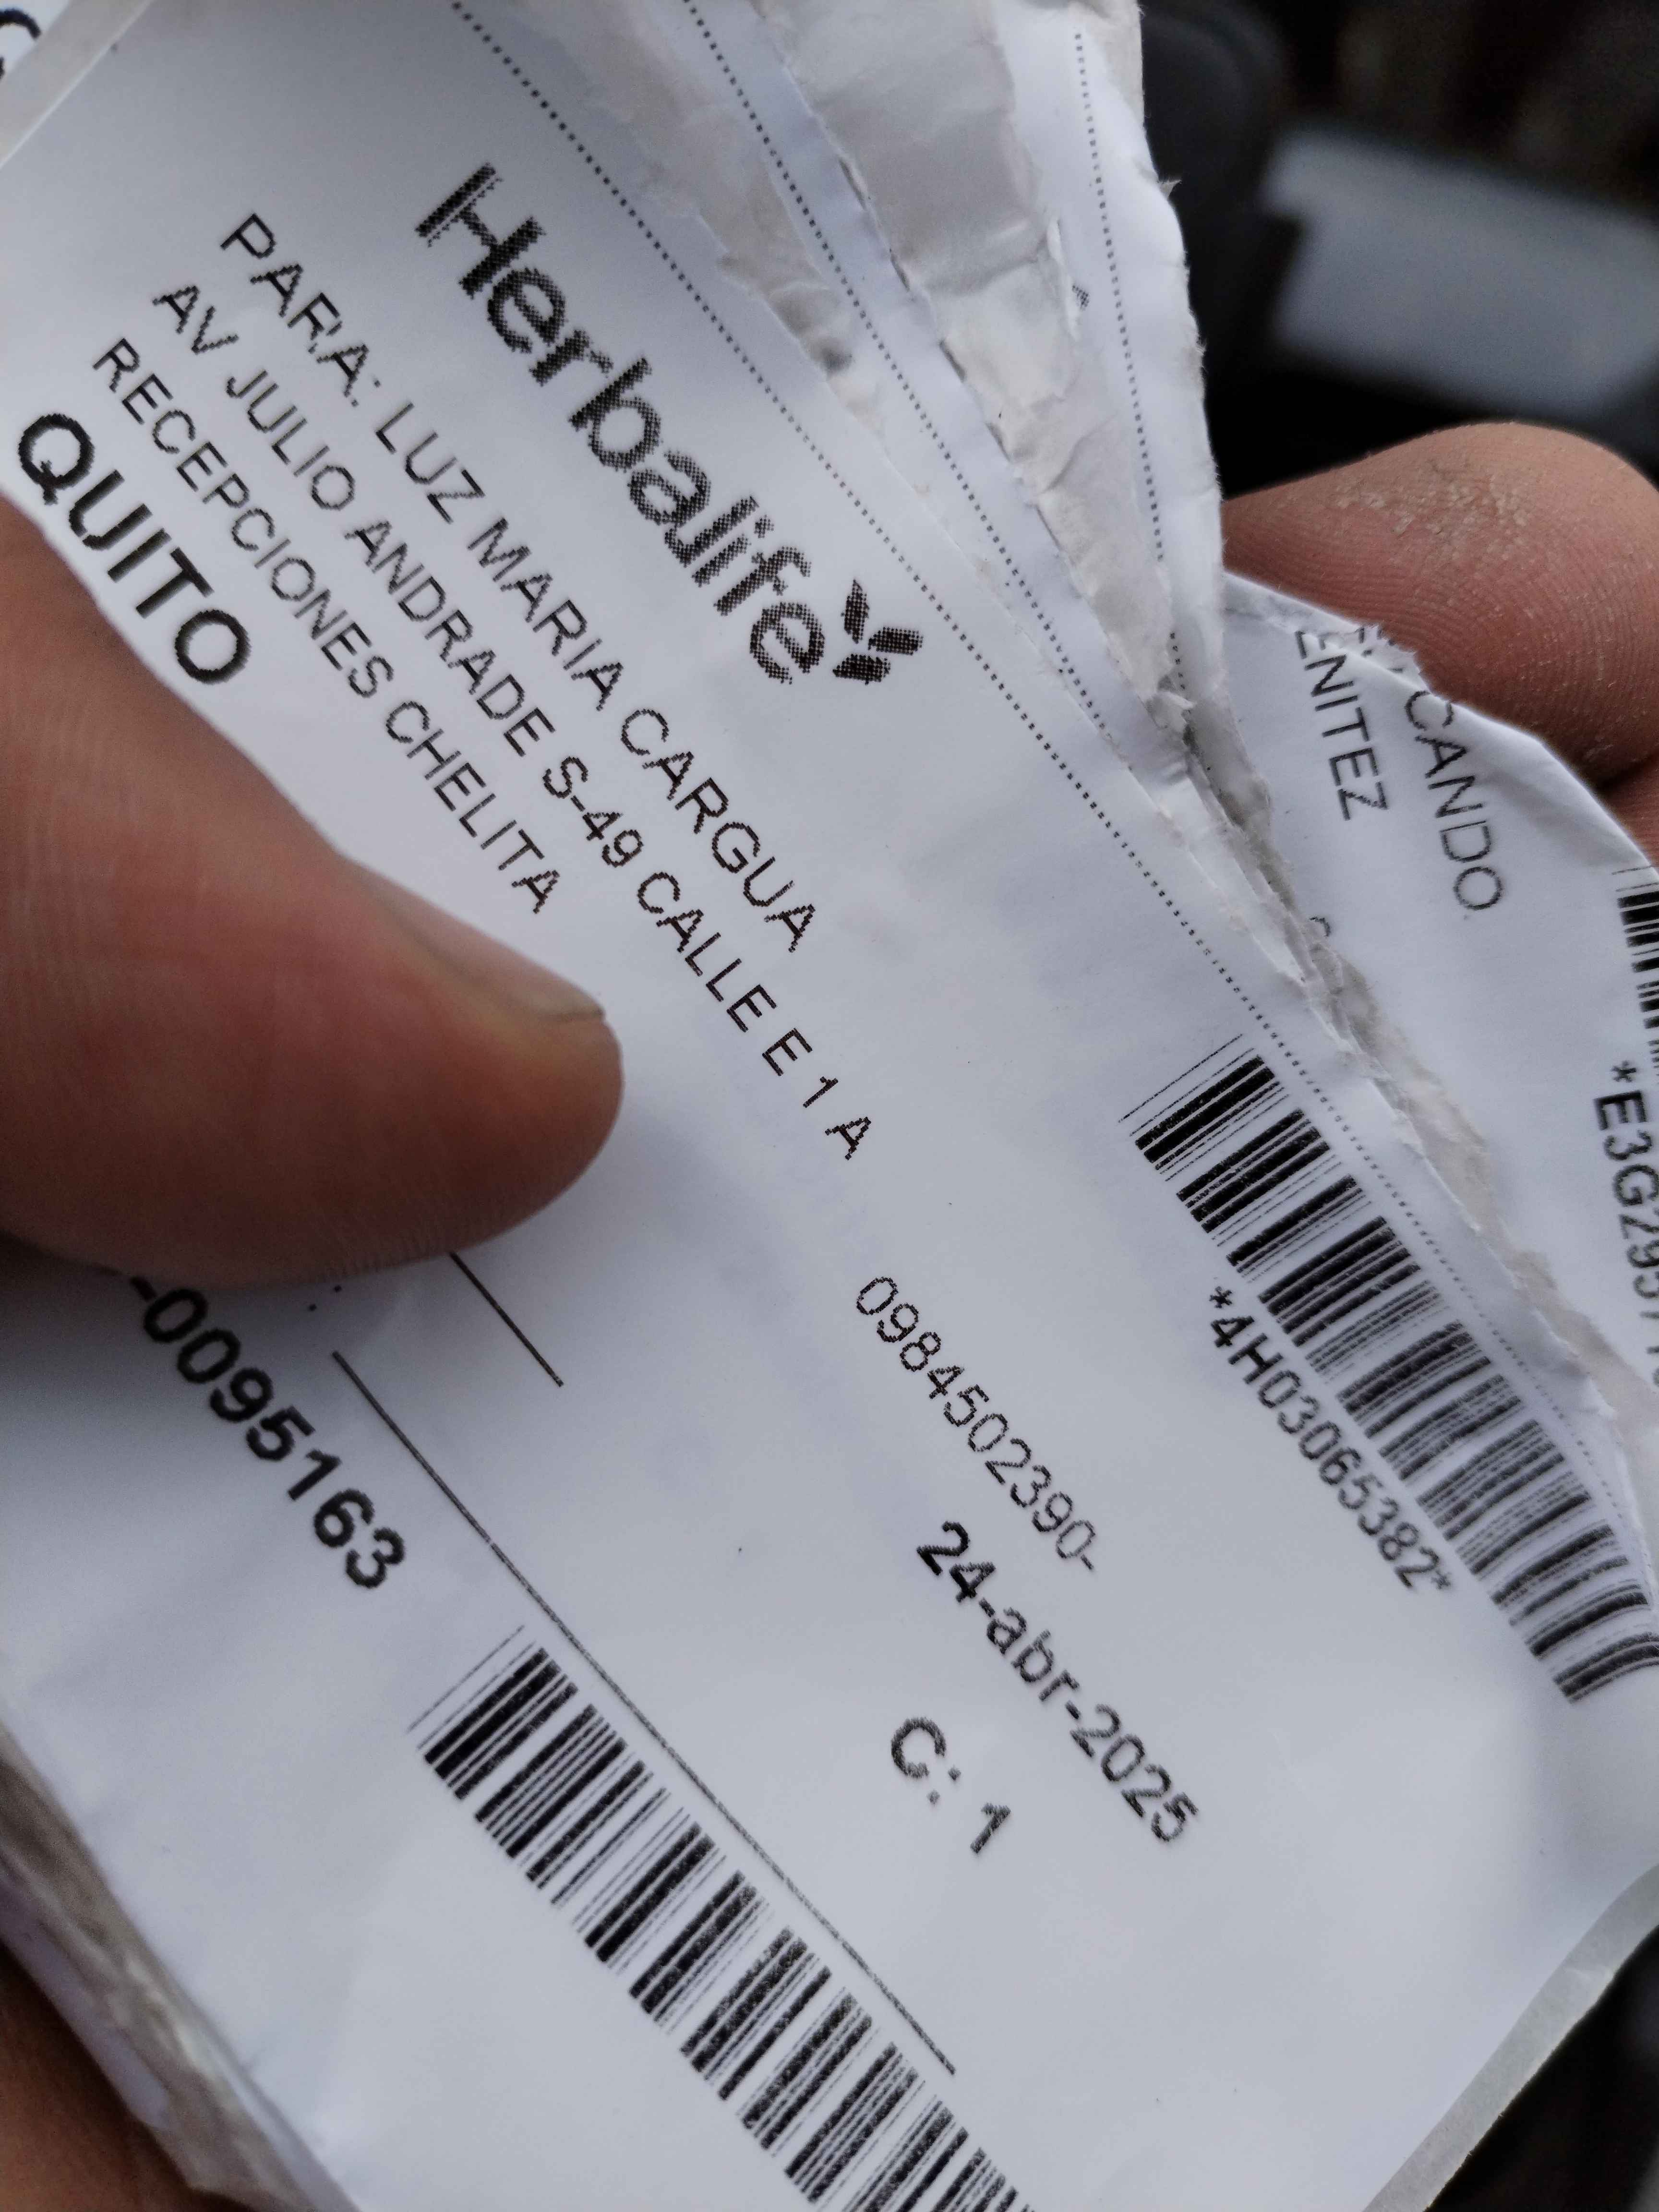 Herbalife
PARA: LUZ MARIA CARGUA
AV JULIO ANDRADE S-49 CALLE E 1 A
RECEPCIONES CHELITA
QUITO
0984502390-
24-abr-2025
C: 1
*4H03065382*
-0095163
CANDO
ENITEZ
*E3G295